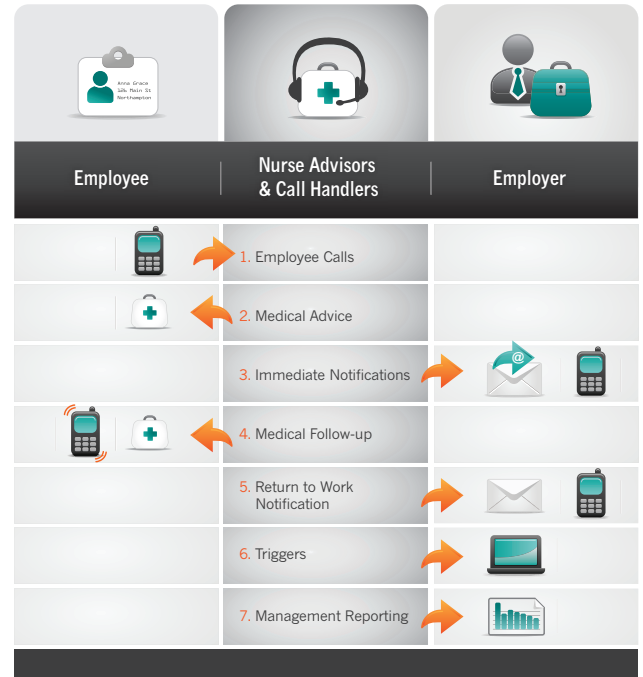 Anna Grace
126 Main St
Northampton
Employee
Nurse Advisors
& Call Handlers
Employer
1. Employee Calls
2. Medical Advice
3. Immediate Notifications
@
4. Medical Follow-up
5. Return to Work
Notification
6. Triggers
7. Management Reporting